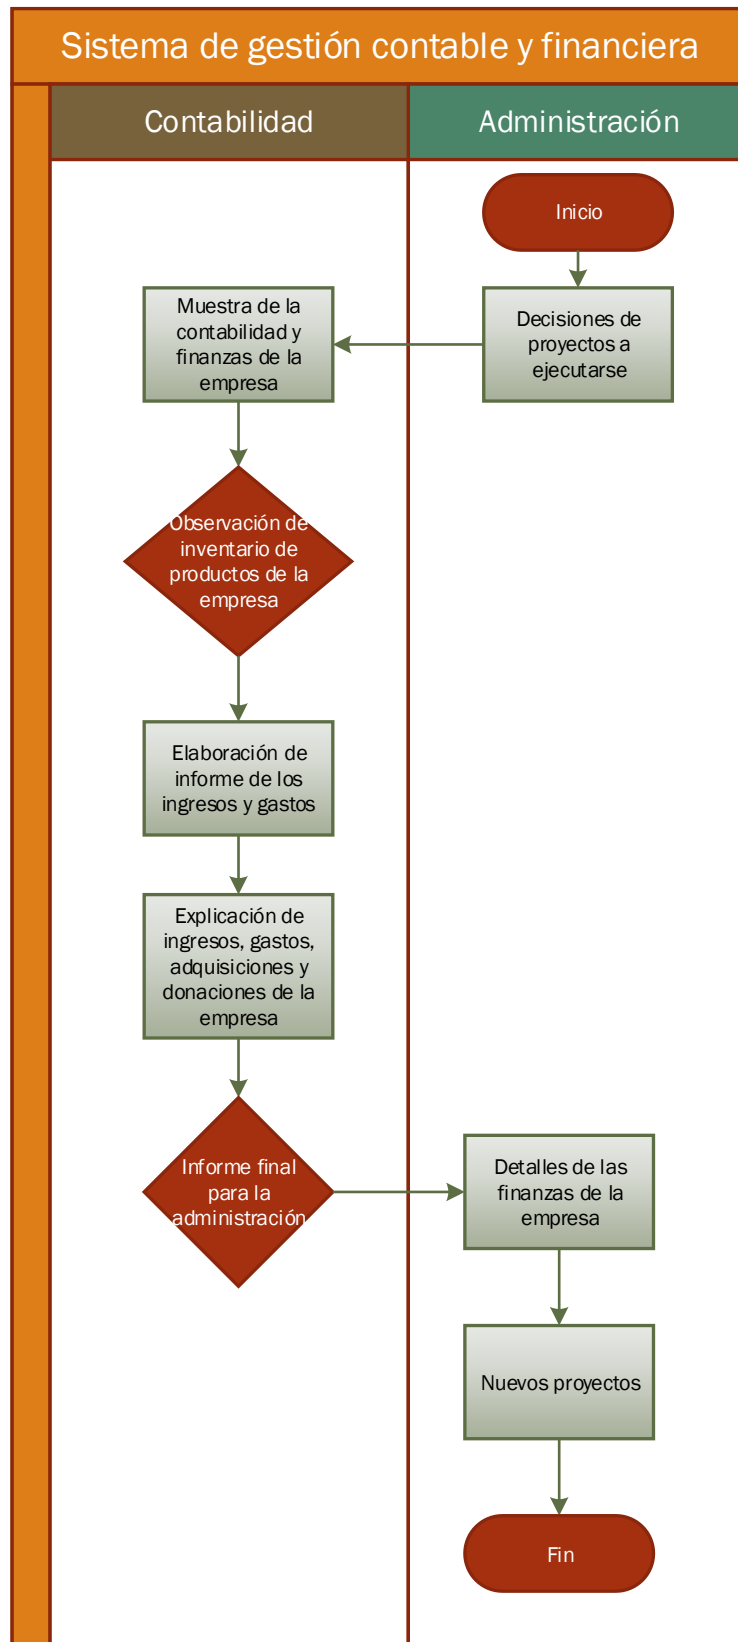 Sistema de gestión contable y financiera
Contabilidad
Administración
Inicio
Decisiones de
proyectos a
ejecutarse
Muestra de la
contabilidad y
finanzas de la
empresa
Observación de
inventario de
productos de la
empresa
Elaboración de
informe de los
ingresos y gastos
Explicación de
ingresos, gastos,
adquisiciones y
donaciones de la
empresa
Informe final
para la
administración
Detalles de las
finanzas de la
empresa
Nuevos proyectos
Fin